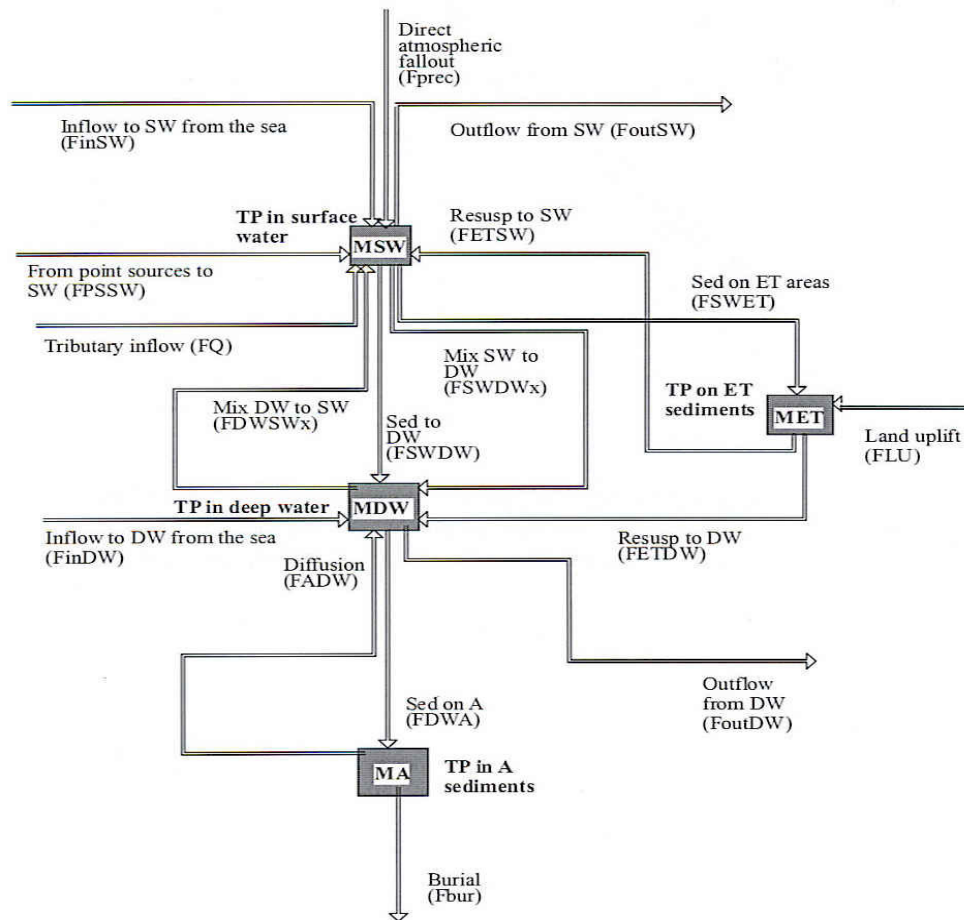 Direct
atmospheric
fallout
(Fprec)
Inflow to SW from the sea
(FinSW)
Outflow from SW (FoutSW)
TP in surface
water
MSW
Resusp to SW
(FETSW)
From point sources to
SW (FPSSW)
Sed on ET areas
(FSWET)
Tributary inflow (FQ)
Mix SW to
DW
(FSWDWx)
Mix DW to SW
(FDWSWx)
TP on ET
sediments
MET
Sed to
DW
(FSWDW)
Land uplift
(FLU)
TP in deep water
MDW
Inflow to DW from the sea
(FinDW)
Resusp to DW
(FETDW)
Diffusion
(FADW)
Outflow
from DW
(FoutDW)
Sed on A
(FDWA)
MA
TP in A
sediments
Burial
(Fbur)